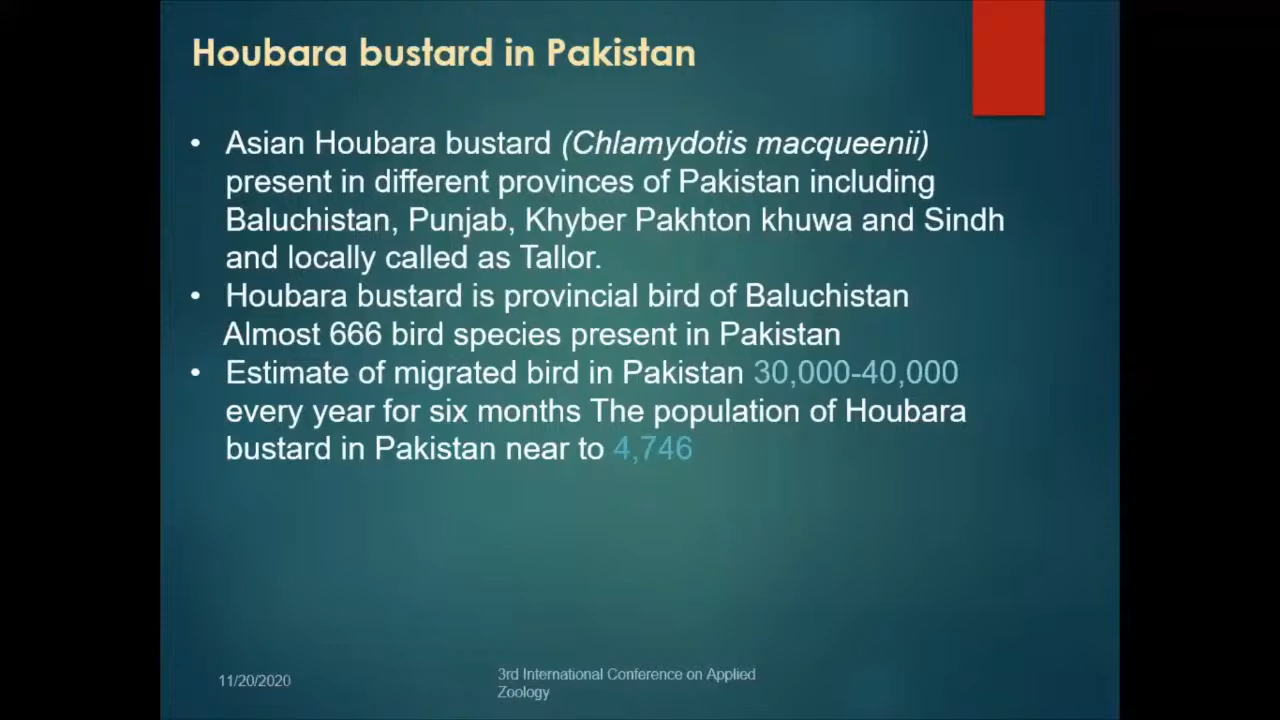 Houbara bustard in Pakistan
• Asian Houbara bustard (Chlamydotis macqueenii)
present in different provinces of Pakistan including
Baluchistan, Punjab, Khyber Pakhton khuwa and Sindh
and locally called as Tallor.
• Houbara bustard is provincial bird of Baluchistan
Almost 666 bird species present in Pakistan
• Estimate of migrated bird in Pakistan 30,000-40,000
every year for six months The population of Houbara
bustard in Pakistan near to 4,746
11/20/2020
3rd International Conference on Applied
Zoology